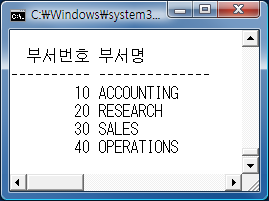 C:\Windows\system3...
부서번호 부서명
---------- --------------
10 ACCOUNTING
20 RESEARCH
30 SALES
40 OPERATIONS